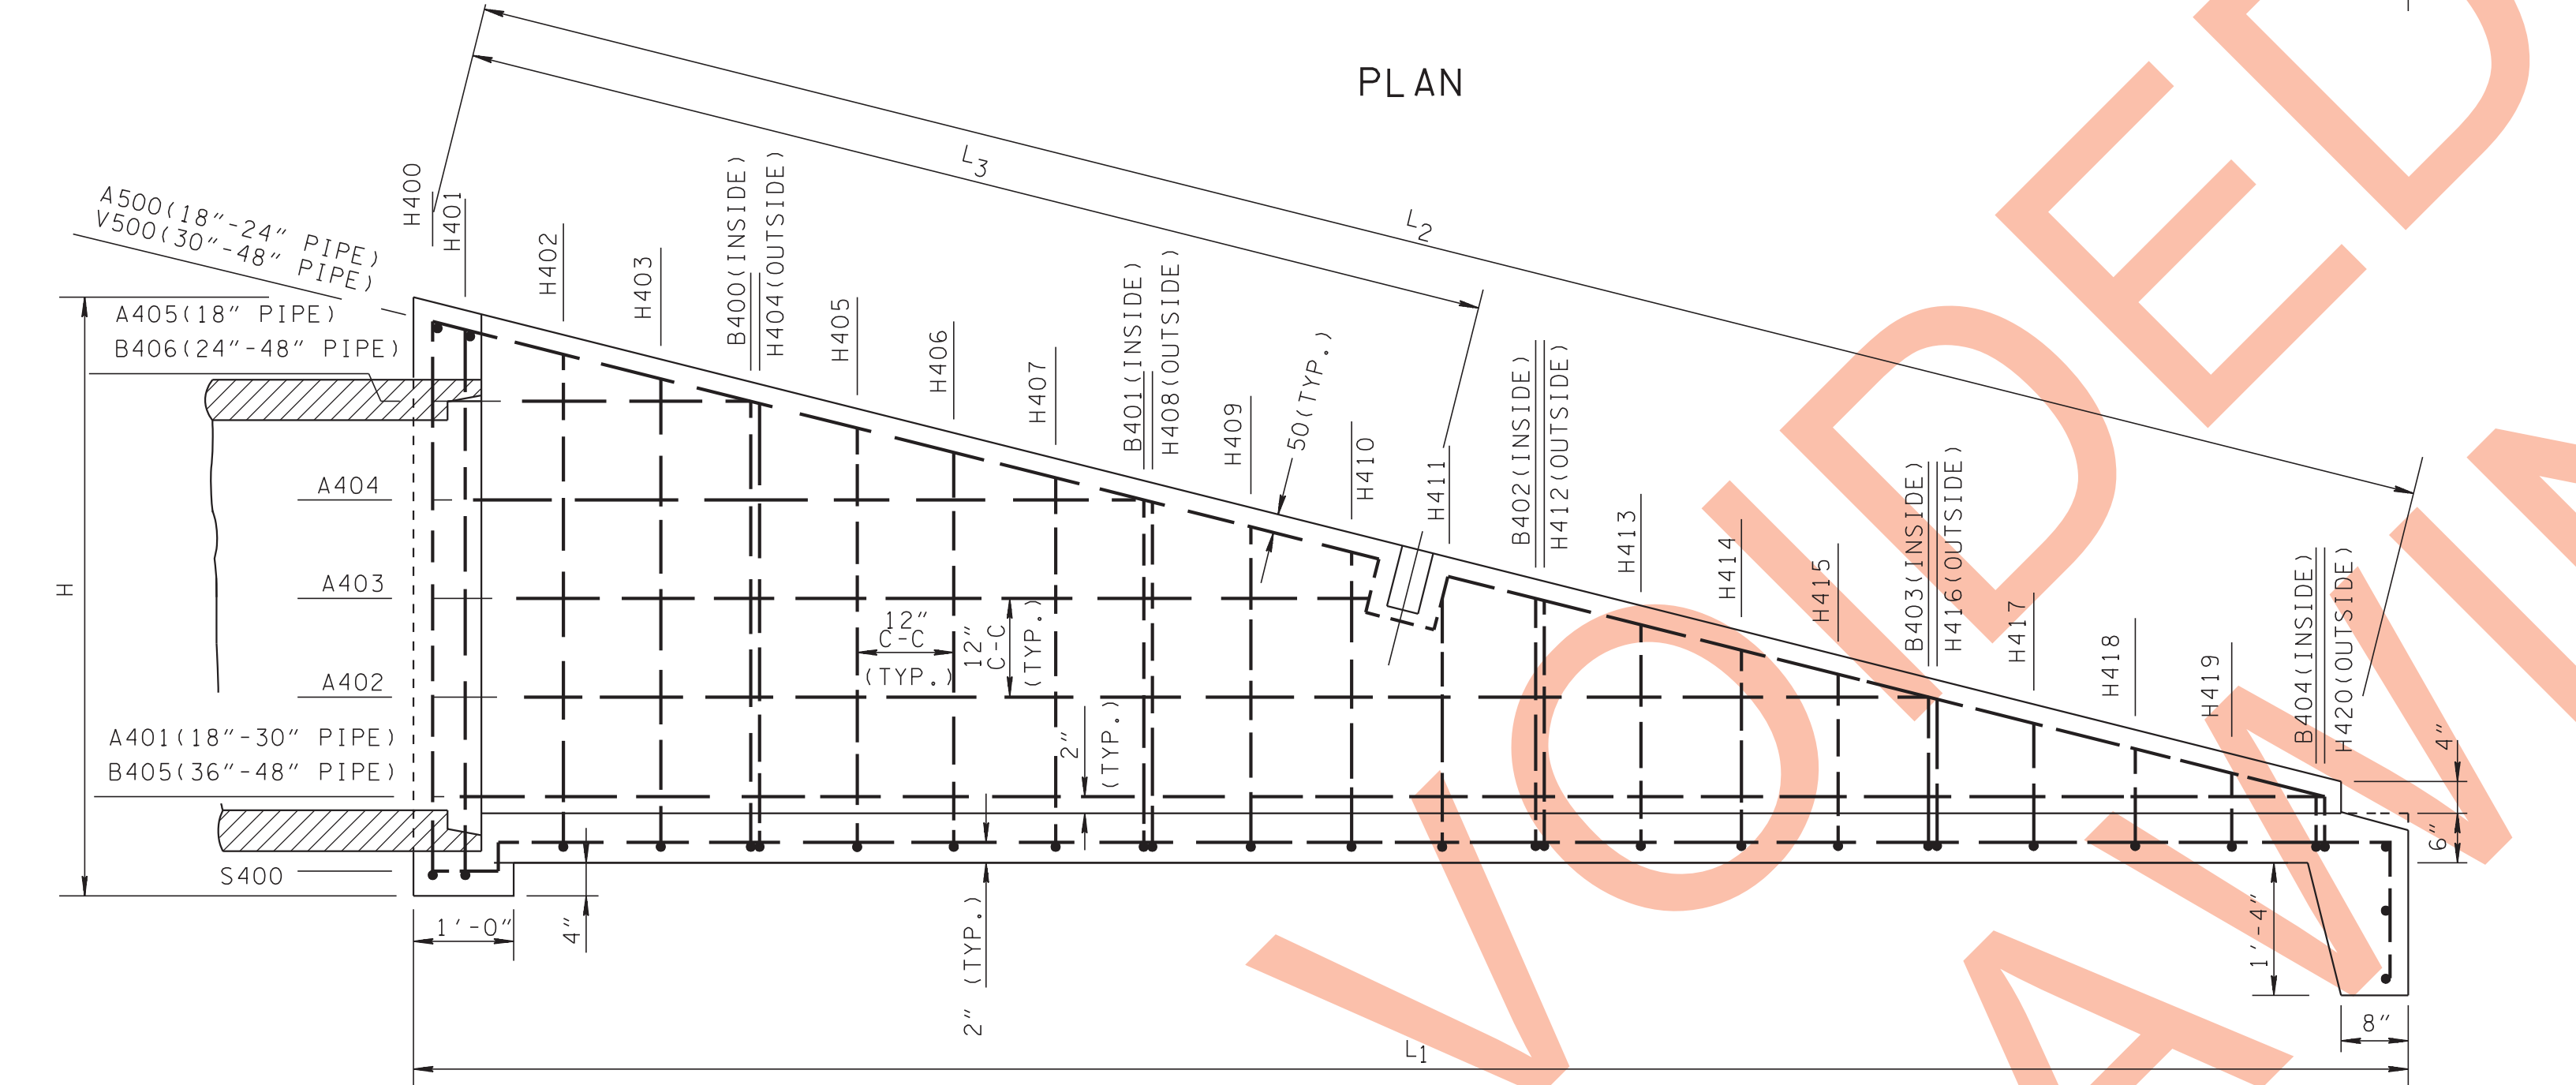 PLAN
L3
L2
A500(18"-24" PIPE)
V500(30"-48" PIPE)
A405(18" PIPE)
B406(24"-48" PIPE)
H400
H401
H402
H403
B400(INSIDE)
H404(OUTSIDE)
H405
H406
H407
B401(INSIDE)
H408(OUTSIDE)
H409
50(TYP.)
H410
H411
B402(INSIDE)
H412(OUTSIDE)
H413
H414
H415
B403(INSIDE)
H416(OUTSIDE)
H417
H418
H419
B404(INSIDE)
H420(OUTSIDE)
A404
A403
A402
A401(18"-30" PIPE)
B405(36"-48" PIPE)
S400
H
12"
C-C
(TYP.)
12"
C-C
(TYP.)
2"
(TYP.)
2" (TYP.)
1'-0"
4"
4"
6"
1'-4"
8"
L1
VOIDED